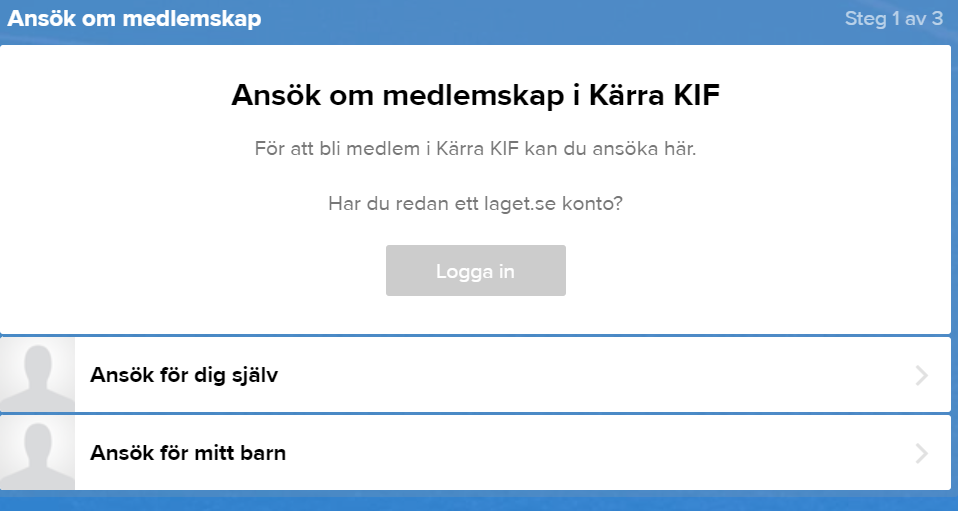 Ansök om medlemskap
Steg 1 av 3
Ansök om medlemskap i Kärra KIF
För att bli medlem i Kärra KIF kan du ansöka här.
Har du redan ett laget.se konto?
Logga in
Ansök för dig själv
Ansök för mitt barn